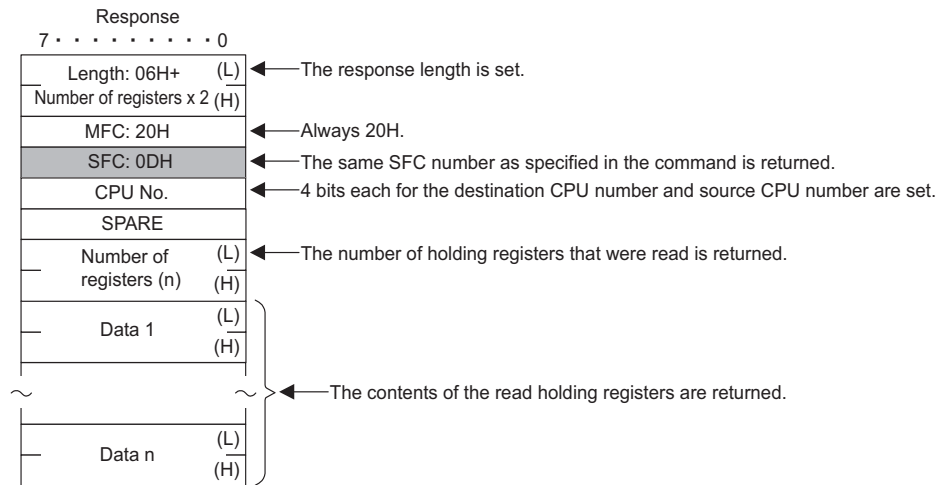 Response
7 · · · · · · · · · 0
Length: 06H+ (L)
Number of registers x 2 (H)
The response length is set.
MFC: 20H
Always 20H.
SFC: 0DH
The same SFC number as specified in the command is returned.
CPU No.
4 bits each for the destination CPU number and source CPU number are set.
SPARE
Number of (L)
registers (n) (H)
The number of holding registers that were read is returned.
Data 1 (L)
(H)
~ ~
The contents of the read holding registers are returned.
Data n (L)
(H)